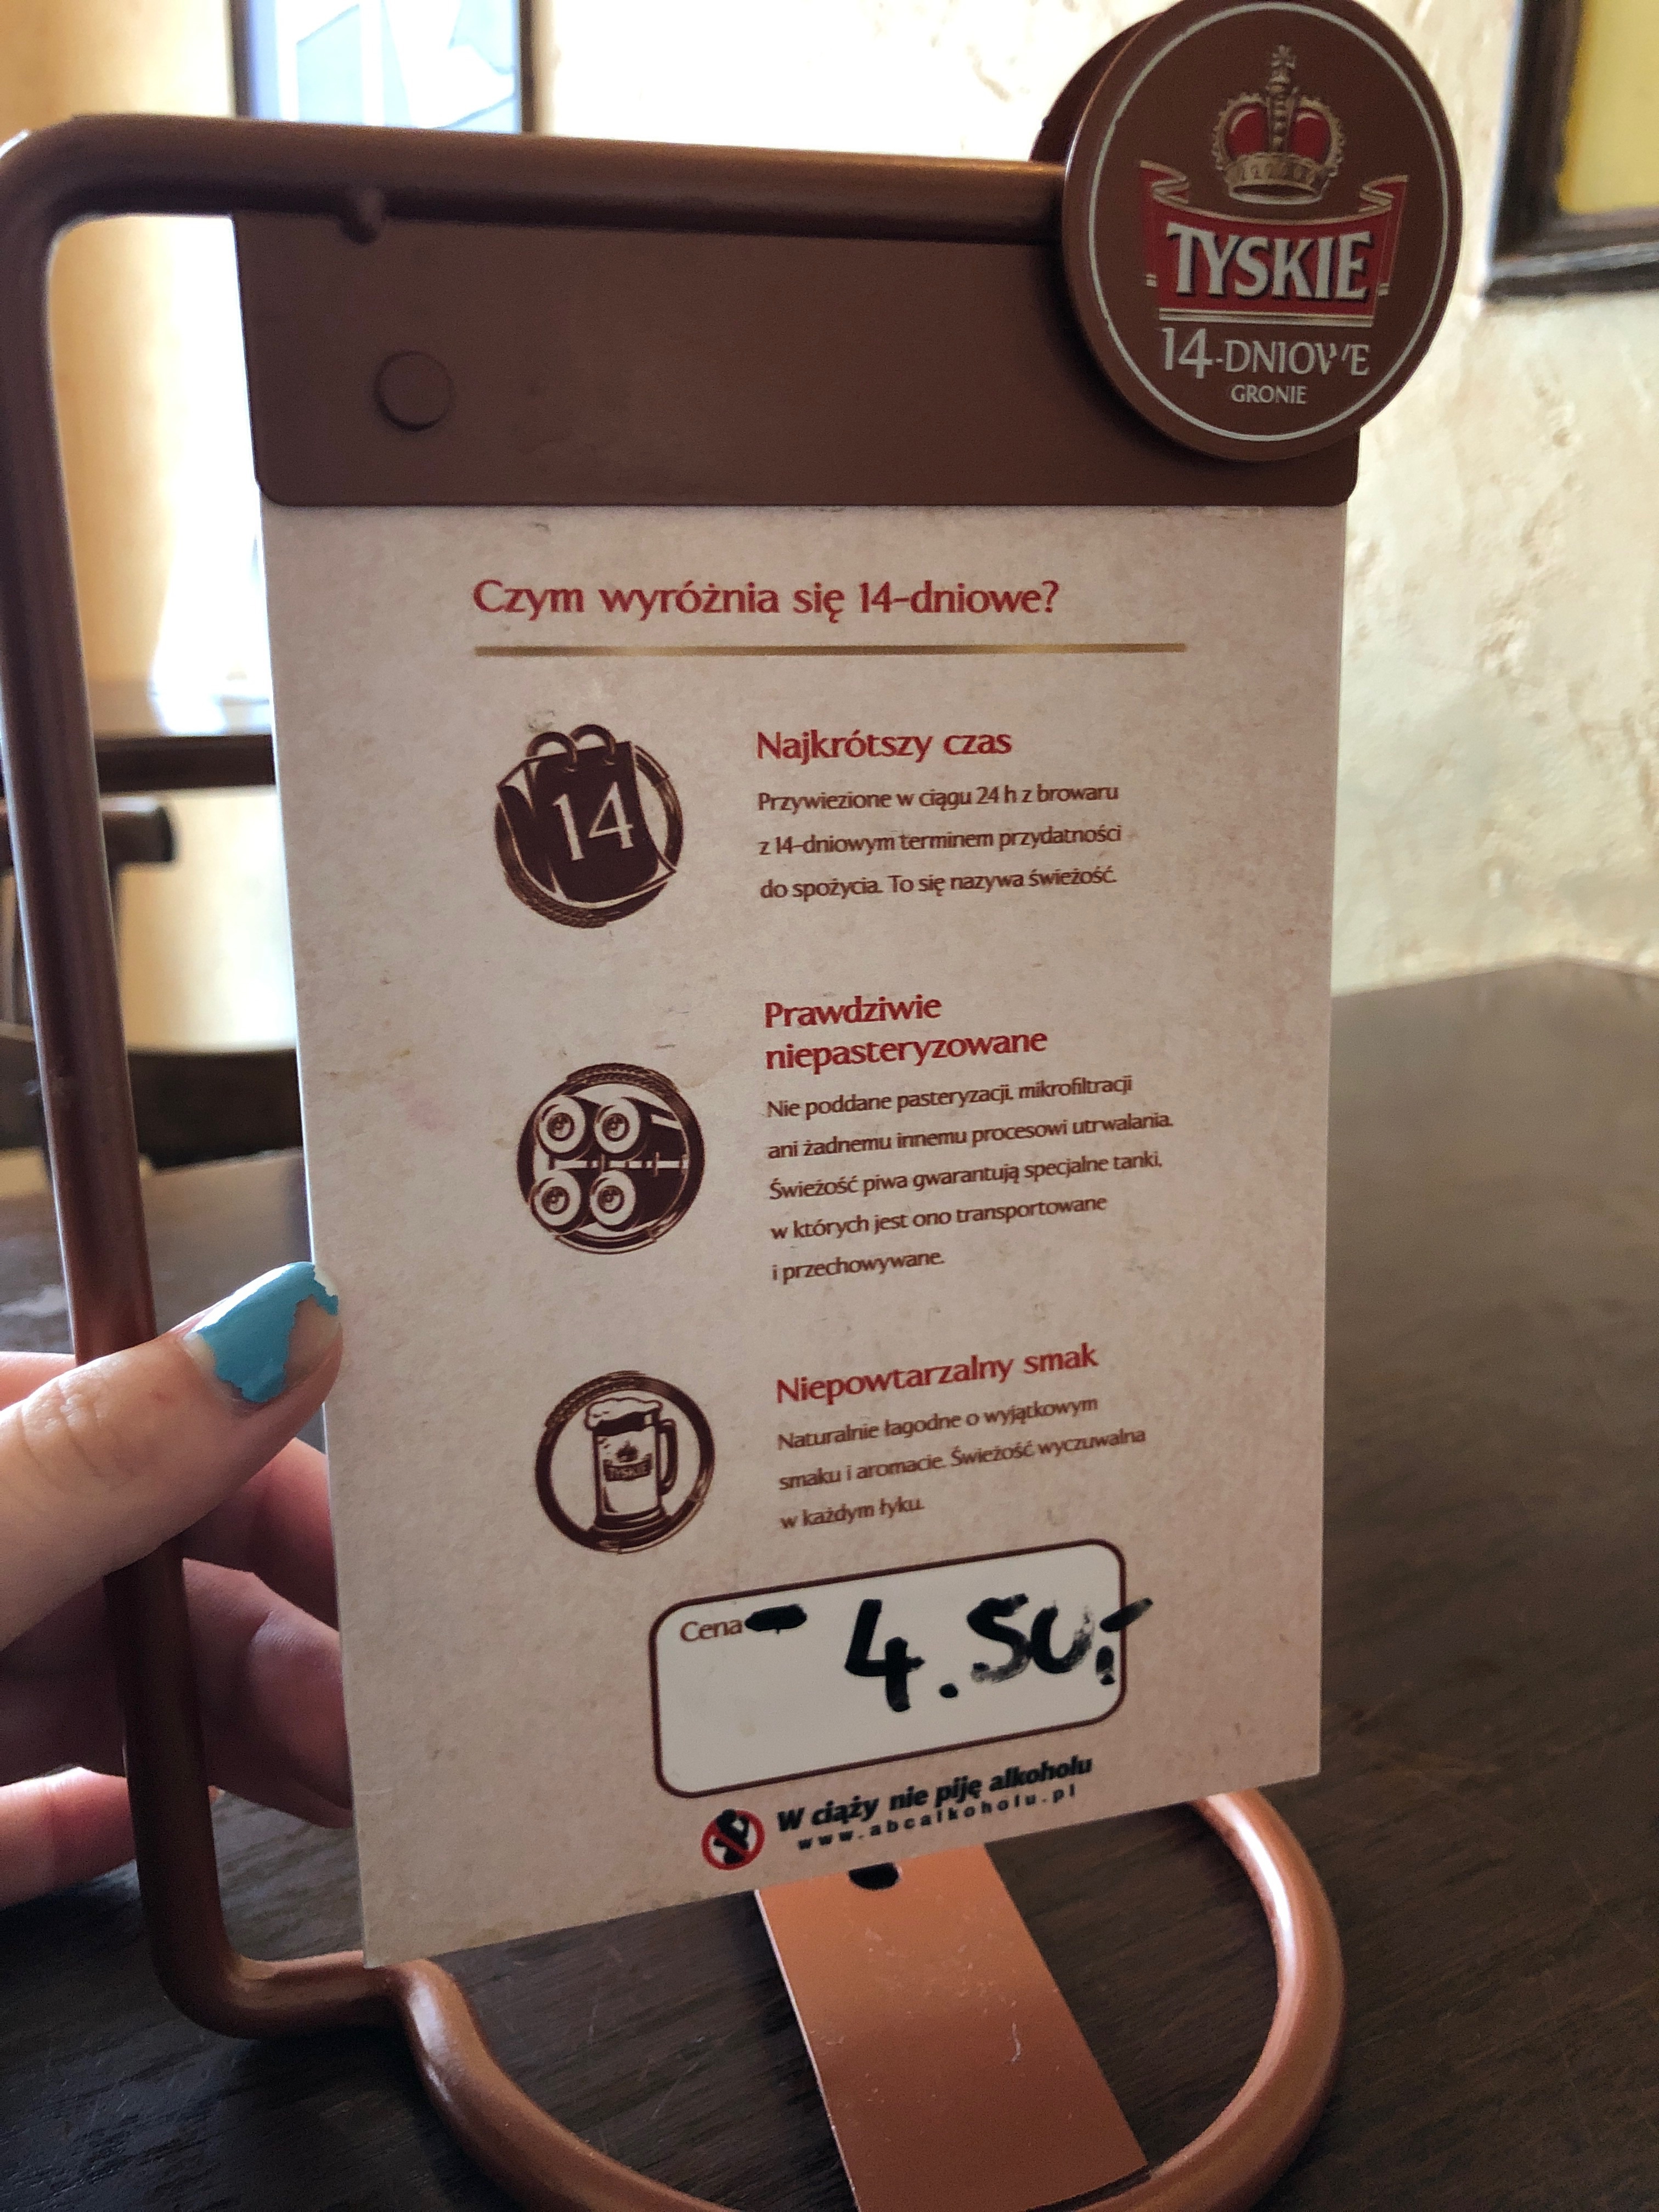 TYSKIE
14-DNIOWE
GRONIE
Czym wyróżnia się 14-dniowe?
14
Najkrótszy czas
Przywiezione w ciągu 24 h z browaru
z 14-dniowym terminem przydatności
do spożycia. To się nazywa świeżość.
Prawdziwie
niepasteryzowane
Nie poddane pasteryzacji, mikrofiltracji
ani żadnemu innemu procesowi utrwalania.
Świeżość piwa gwarantują specjalne tanki,
w których jest ono transportowane
i przechowywane.
TYSKIE
Niepowtarzalny smak
Naturalnie łagodne o wyjątkowym
smaku i aromacie. Świeżość wyczuwalna
w każdym łyku.
Cena - 4.50,-
W ciąży nie piję alkoholu
www.abcalkoholu.pl